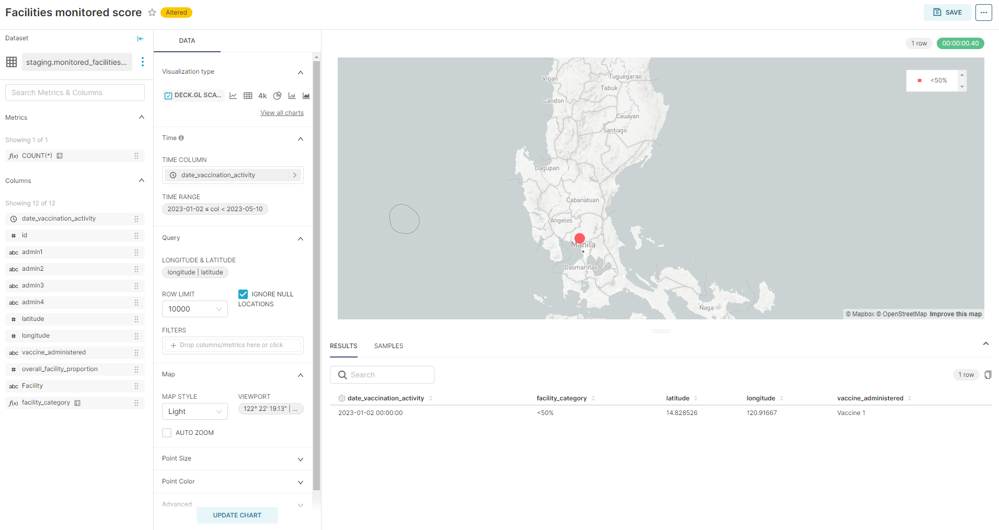 Facilities monitored score
Altered
SAVE
Dataset
staging.monitored_facilities...
Search Metrics & Columns
Metrics
Showing 1 of 1
f(x) COUNT(*)
Columns
Showing 12 of 12
date_vaccination_activity
# id
abc admin1
abc admin2
abc admin3
abc admin4
# latitude
# longitude
abc vaccine_administered
# overall_facility_proportion
abc Facility
f(x) facility_category
DATA
Visualization type
DECK.GL SCA...
4k
View all charts
Time
TIME COLUMN
date_vaccination_activity
TIME RANGE
2023-01-02 ≤ col < 2023-05-10
Query
LONGITUDE & LATITUDE
longitude | latitude
ROW LIMIT
10000
IGNORE NULL
LOCATIONS
FILTERS
+ Drop columns/metrics here or click
Map
MAP STYLE
Light
VIEWPORT
122° 22' 19.13" | ...
AUTO ZOOM
Point Size
Point Color
Advanced
UPDATE CHART
1 row
00:00:00.40
<50%
Vigan
Tuguegarao
Tabuk
Candon
Cauayan
Santiago
Dagupan
Cabanatuan
Angeles
Manila
Dasmariñas
Naga
© Mapbox © OpenStreetMap Improve this map
RESULTS
SAMPLES
Search
1 row
date_vaccination_activity facility_category latitude longitude vaccine_administered
2023-01-02 00:00:00 <50% 14.828526 120.91667 Vaccine 1